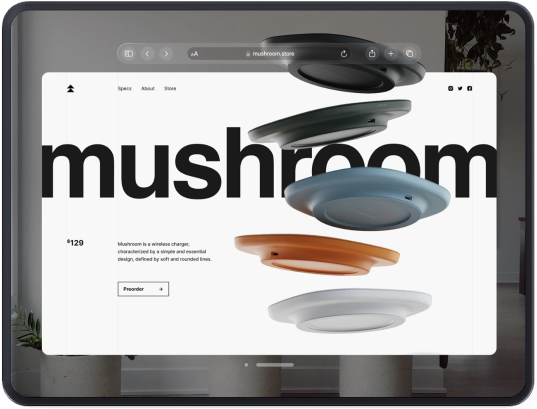 AA
mushroom.store
Specs
About
Store
mushroom
$129
Mushroom is a wireless charger,
characterized by a simple and essential
design, defined by soft and rounded lines.
Preorder →